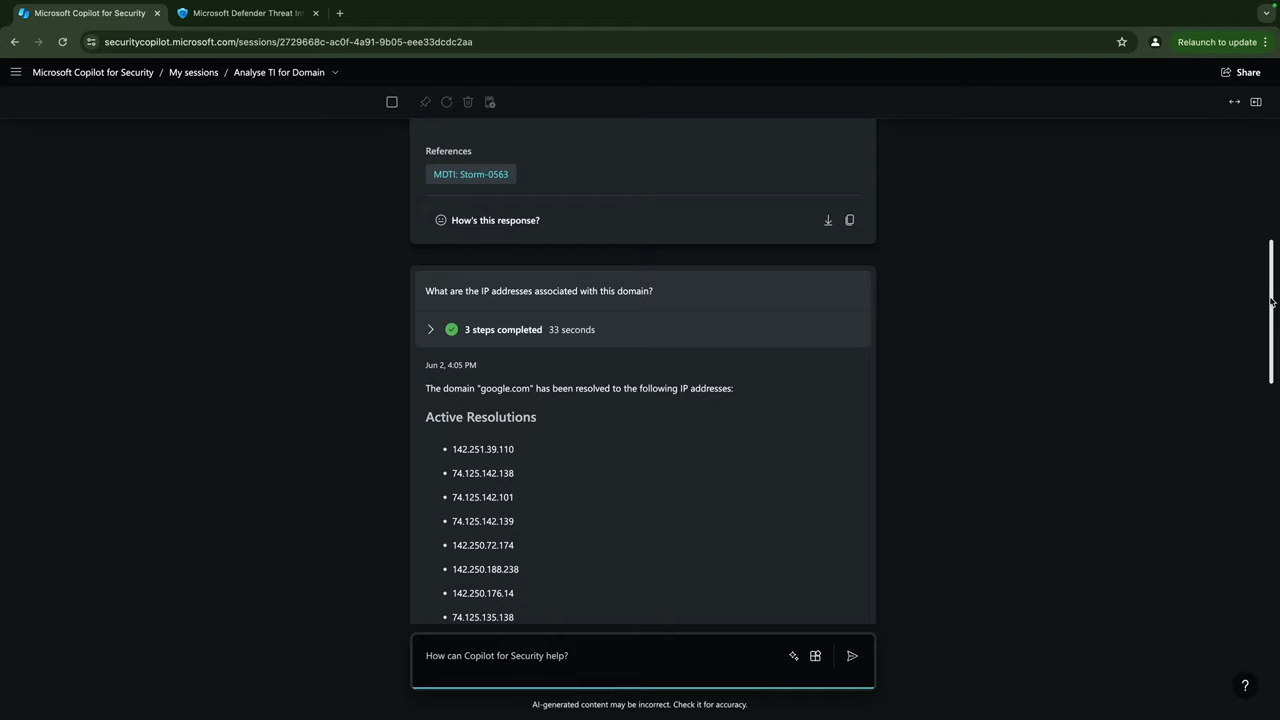 Microsoft Copilot for Security
Microsoft Defender Threat Int
securitycopilot.microsoft.com/sessions/2729668c-ac0f-4a91-9b05-eee33dcdc2aa
Relaunch to update
Microsoft Copilot for Security / My sessions / Analyse TI for Domain
Share
References
MDTI: Storm-0563
How's this response?
What are the IP addresses associated with this domain?
3 steps completed 33 seconds
Jun 2, 4:05 PM
The domain "google.com" has been resolved to the following IP addresses:
Active Resolutions
• 142.251.39.110
• 74.125.142.138
• 74.125.142.101
• 74.125.142.139
• 142.250.72.174
• 142.250.188.238
• 142.250.176.14
• 74.125.135.138
How can Copilot for Security help?
?
AI-generated content may be incorrect. Check it for accuracy.